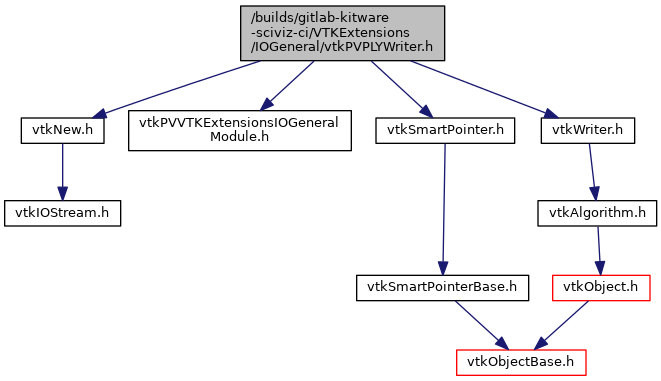 /builds/gitlab-kitware
-sciviz-ci/VTKExtensions
/IOGeneral/vtkPVPLYWriter.h
vtkNew.h
vtkPVVTKExtensionsIOGeneral
Module.h
vtkSmartPointer.h
vtkWriter.h
vtkIOStream.h
vtkAlgorithm.h
vtkSmartPointerBase.h
vtkObject.h
vtkObjectBase.h